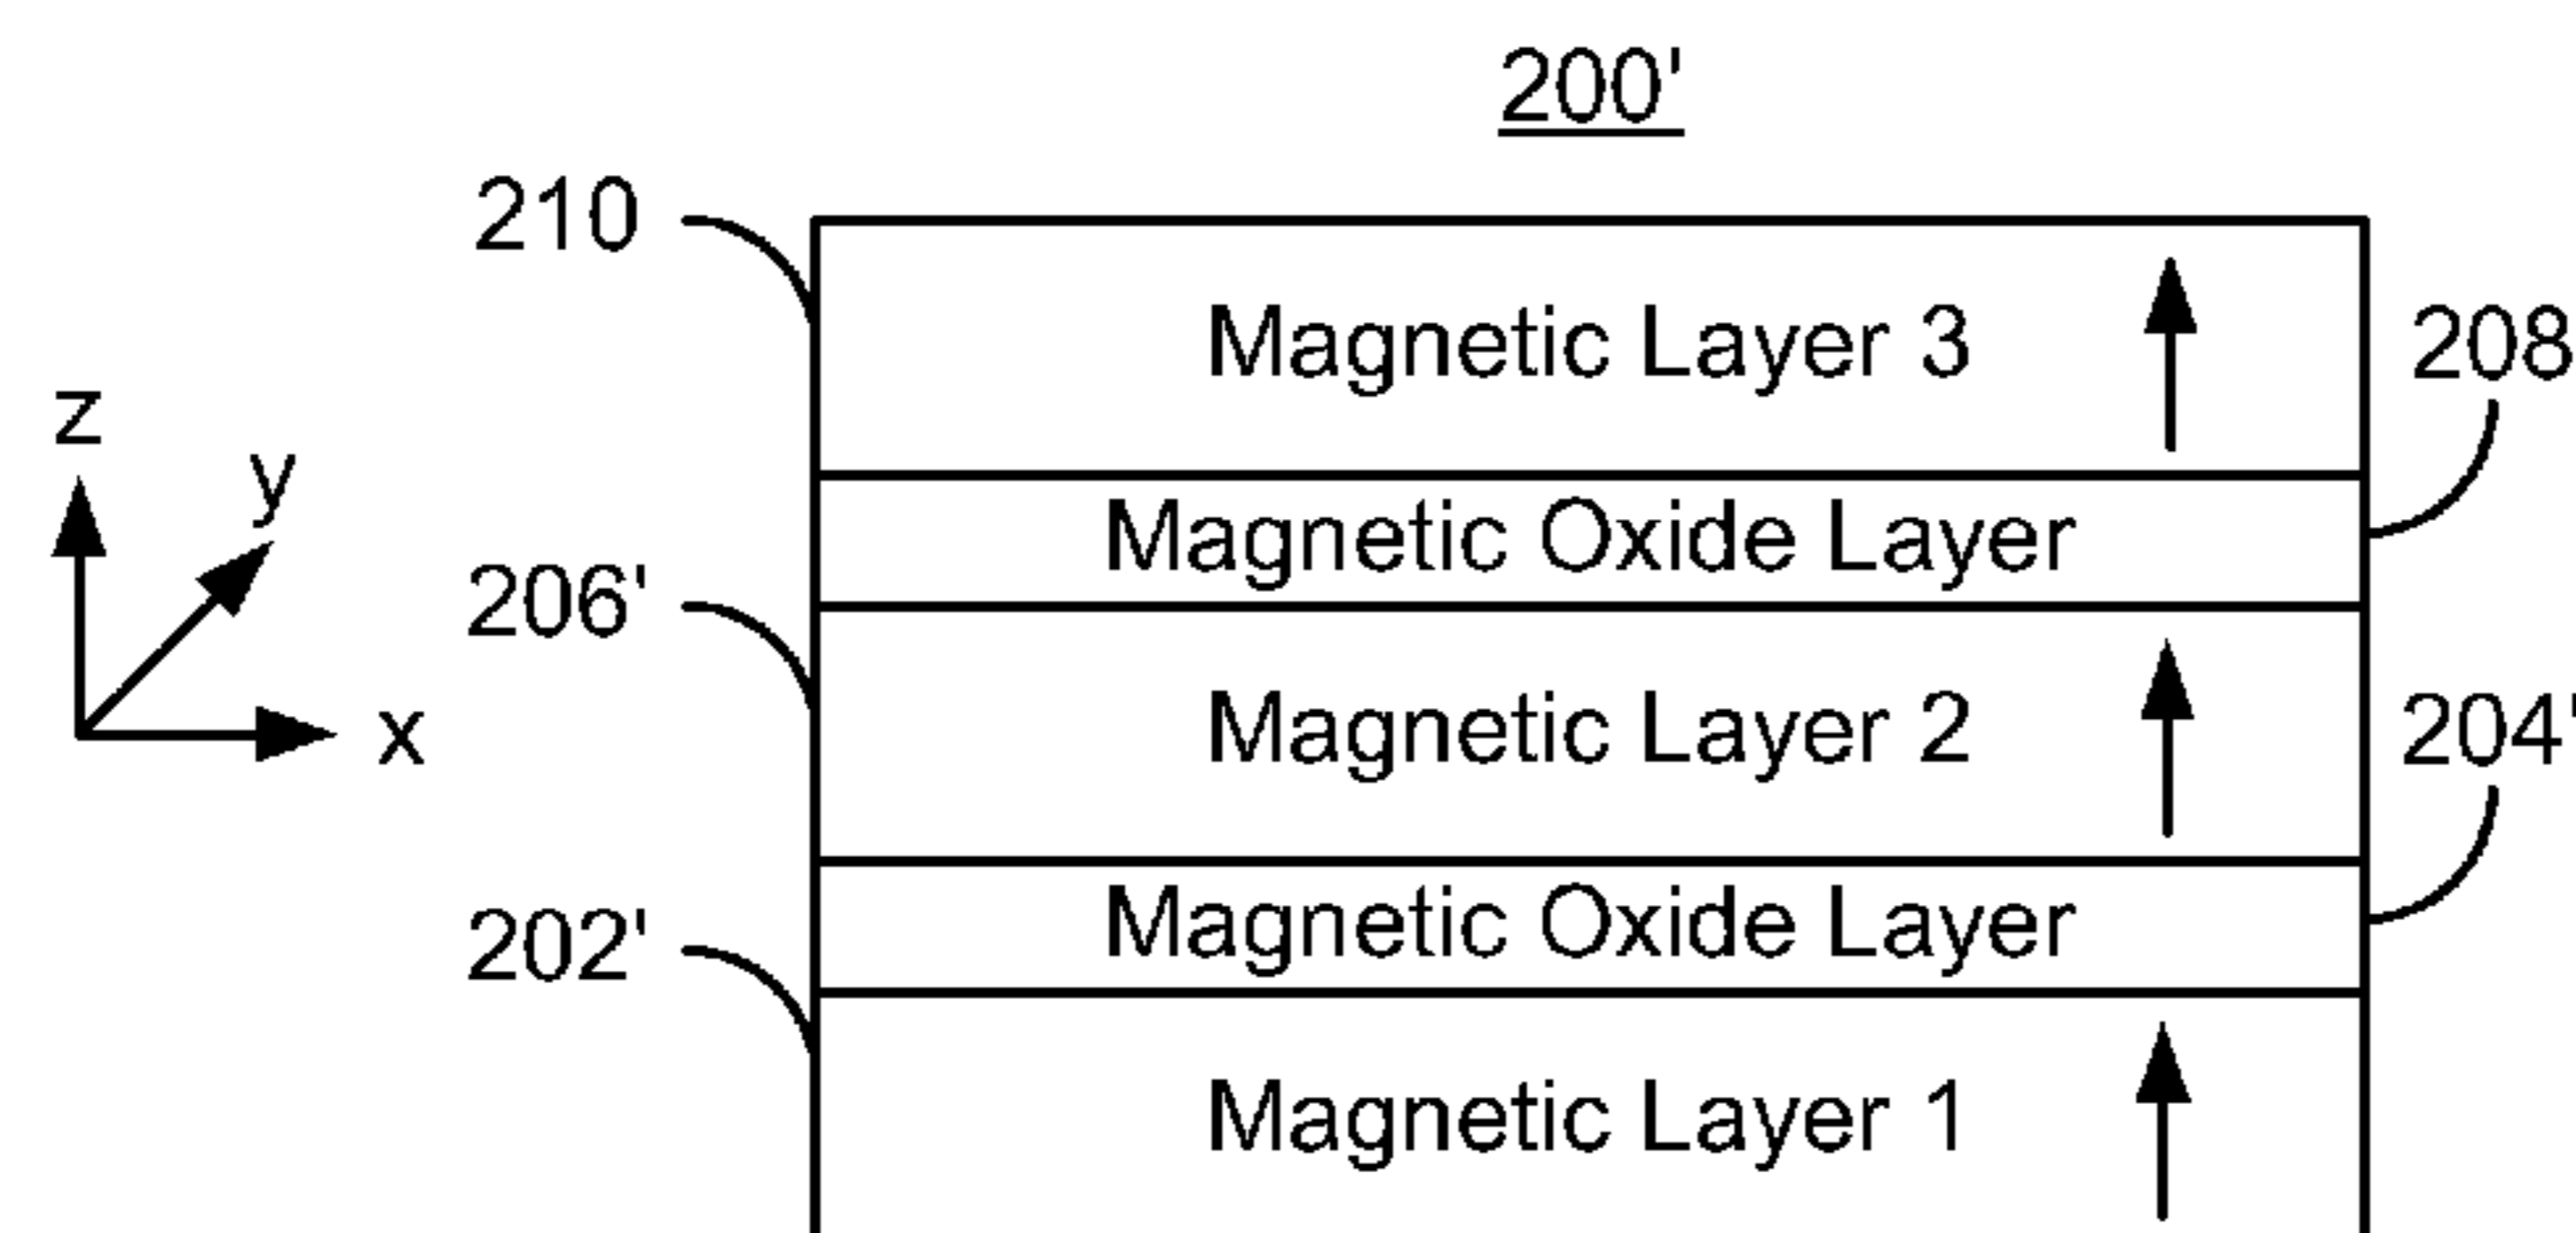 200'
210
Magnetic Layer 3
208
z
y
Magnetic Oxide Layer
206'
x
Magnetic Layer 2
204'
Magnetic Oxide Layer
202'
Magnetic Layer 1